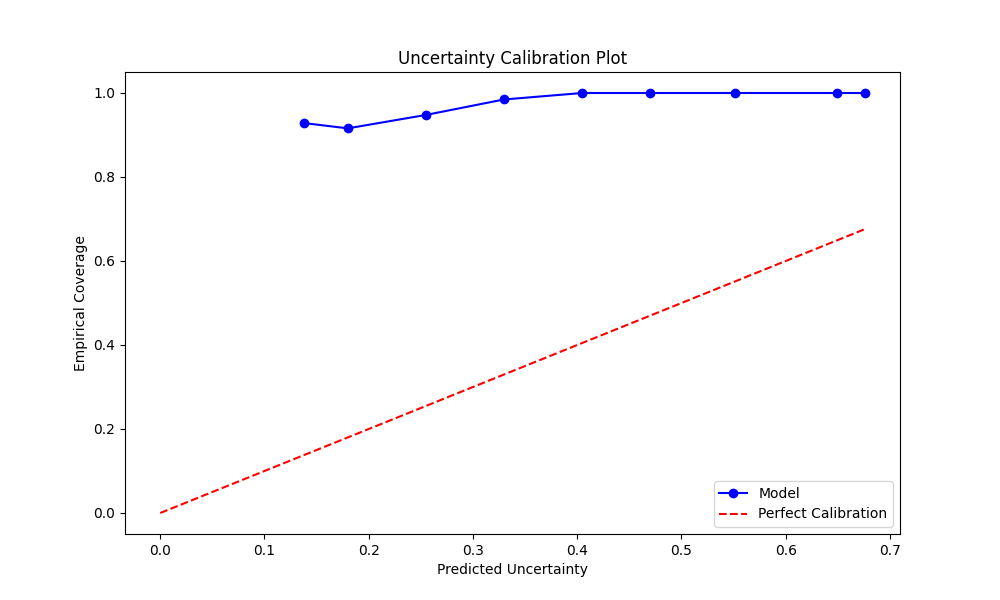 Uncertainty Calibration Plot
Empirical Coverage
1.0
0.8
0.6
0.4
0.2
0.0
0.0 0.1 0.2 0.3 0.4 0.5 0.6 0.7
Predicted Uncertainty
Model
Perfect Calibration